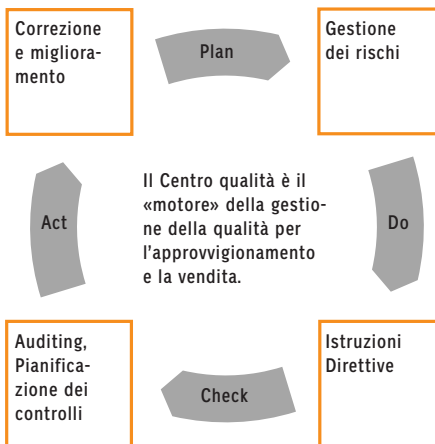 Correzione
e migliora-
mento
Plan
Gestione
dei rischi
Act
Il Centro qualità è il
«motore» della gestio-
ne della qualità per
l'approvvigionamento
e la vendita.
Do
Auditing,
Pianifica-
zione dei
controlli
Check
Istruzioni
Direttive